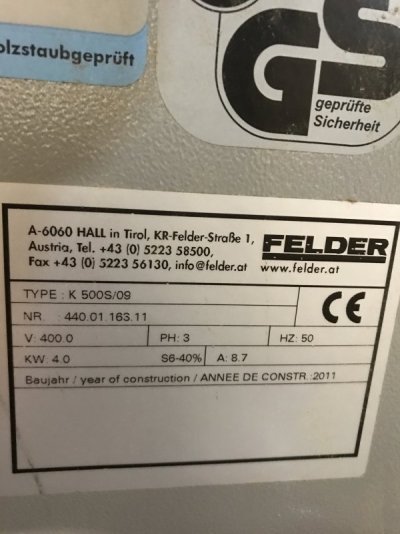 olzstaubgeprüft
GS
geprüfte
Sicherheit
A-6060 HALL in Tirol, KR-Felder-Straße 1,
Austria, Tel. +43 (0) 5223 58500,
Fax +43 (0) 5223 56130, info@felder.at
FELDER
www.felder.at
TYPE : K 500S/09
NR. : 440.01 163.11
CE
V: 400.0 PH: 3 HZ: 50
KW: 4.0 S6-40% A: 8.7
Baujahr / year of construction / ANNEE DE CONSTR.:2011